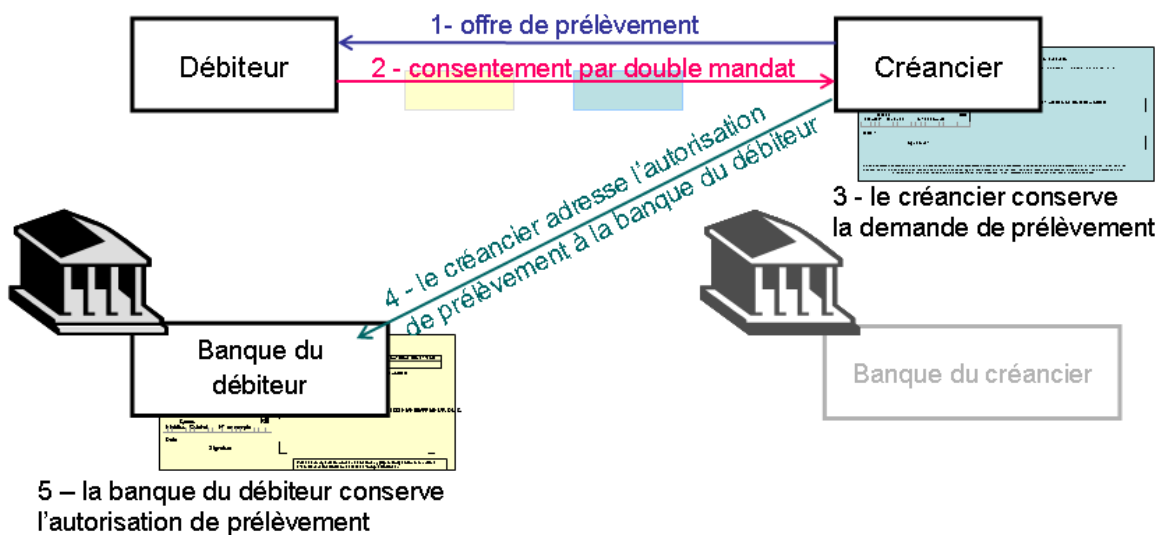 1- offre de prélèvement
Débiteur
2 - consentement par double mandat
Créancier
3 - le créancier conserve
la demande de prélèvement
4 - le créancier adresse l'autorisation
de prélèvement à la banque du débiteur
Banque du
débiteur
Banque du créancier
Date
Signature
5 – la banque du débiteur conserve
l'autorisation de prélèvement